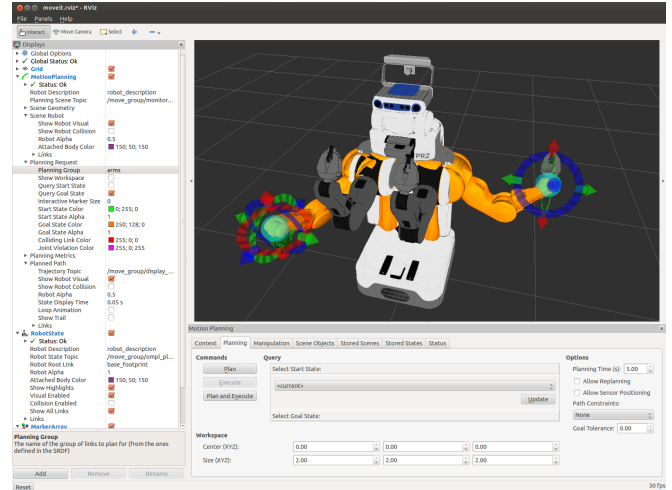 moveit.rviz* - RViz
File Panels Help
Interact Move Camera Select
Displays
Global Options
Global Status: Ok
Grid
MotionPlanning
Status: Ok
Robot Description robot_description
Planning Scene Topic /move_group/monitor...
Scene Geometry
Scene Robot
Show Robot Visual
Show Robot Collision
Robot Alpha 0.5
Attached Body Color 150; 50; 150
Links
Planning Request
Planning Group arms
Show Workspace
Query Start State
Query Goal State
Interactive Marker Size 0
Start State Color 0; 255; 0
Start State Alpha 1
Goal State Color 250; 128; 0
Goal State Alpha 1
Colliding Link Color 255; 0; 0
Joint Violation Color 255; 0; 255
Planning Metrics
Planned Path
Trajectory Topic /move_group/display_...
Show Robot Visual
Show Robot Collision
Robot Alpha 0.5
State Display Time 0.05 s
Loop Animation
Show Trail
Links
RobotState
Status: Ok
Robot Description robot_description
Robot State Topic /move_group/ompl_pl...
Robot Root Link base_footprint
Robot Alpha 1
Attached Body Color 150; 50; 150
Show Highlights
Visual Enabled
Collision Enabled
Show All Links
Links
MarkerArray
Planning Group
The name of the group of links to plan for (from the ones
defined in the SRDF)
Add Remove Rename
Reset
PR2
Motion Planning
Context Planning Manipulation Scene Objects Stored Scenes Stored States Status
Commands Query Options
Plan Select Start State: Planning Time (s): 5.00
Execute <current> Allow Replanning
Plan and Execute Update Allow Sensor Positioning
Path Constraints:
None
Select Goal State: Goal Tolerance: 0.00
Workspace
Center (XYZ): 0.00 0.00 0.00
Size (XYZ): 2.00 2.00 2.00
30 fps